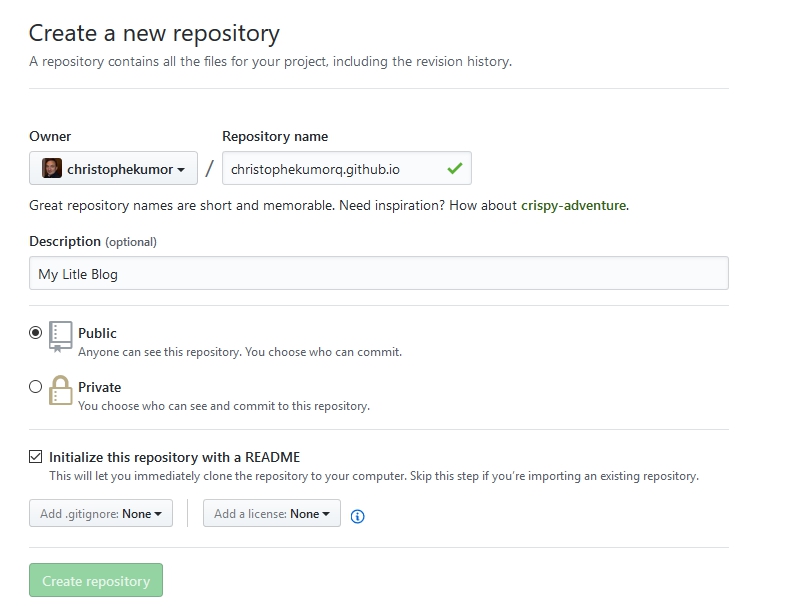 Create a new repository
A repository contains all the files for your project, including the revision history.
Owner
Repository name
christophekumor / christophekumorq.github.io
Great repository names are short and memorable. Need inspiration? How about crispy-adventure.
Description (optional)
My Litle Blog
Public
Anyone can see this repository. You choose who can commit.
Private
You choose who can see and commit to this repository.
Initialize this repository with a README
This will let you immediately clone the repository to your computer. Skip this step if you're importing an existing repository.
Add .gitignore: None
Add a license: None
Create repository